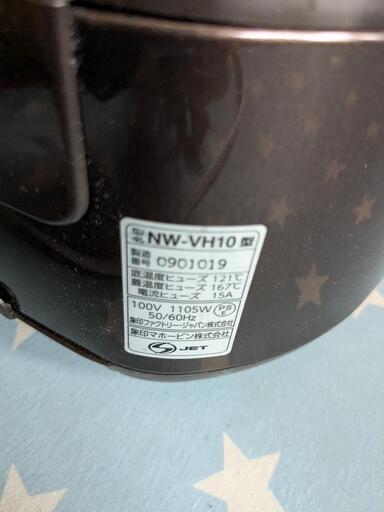 型名 NW-VH10 型
製造番号 0901019
底温度ヒューズ 121℃
蓋温度ヒューズ 167℃
電流ヒューズ 15A
100V 1105W PSE
50/60Hz
象印ファクトリー・ジャパン株式会社
象印マホービン株式会社
JET